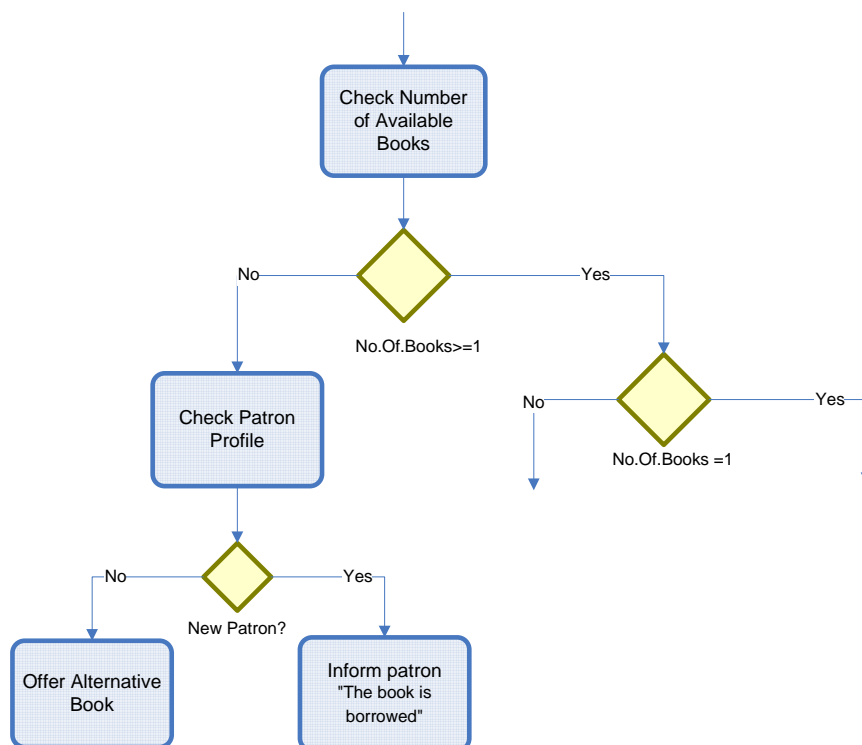 Check Number
of Available
Books
No
Yes
No.Of.Books>=1
Check Patron
Profile
No
Yes
No.Of.Books =1
No
Yes
New Patron?
Offer Alternative
Book
Inform patron
"The book is
borrowed"